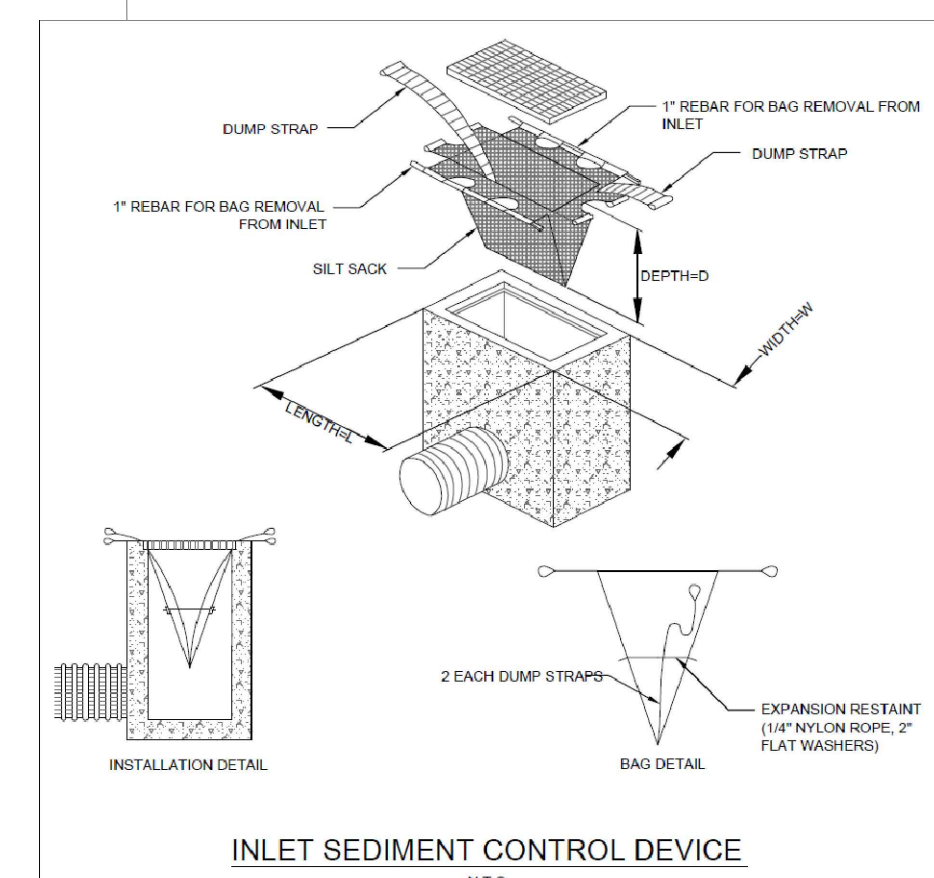 1" REBAR FOR BAG REMOVAL FROM
INLET
DUMP STRAP
DUMP STRAP
1" REBAR FOR BAG REMOVAL
FROM INLET
SILT SACK
DEPTH=D
WIDTH=W
LENGTH=L
2 EACH DUMP STRAPS
EXPANSION RESTAINT
(1/4" NYLON ROPE, 2"
FLAT WASHERS)
INSTALLATION DETAIL
BAG DETAIL
INLET SEDIMENT CONTROL DEVICE